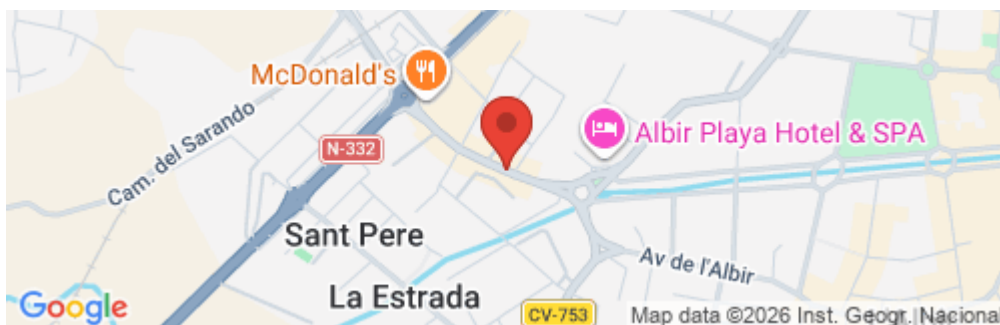 McDonald's
Cam. del Sarando
N-332
Albir Playa Hotel & SPA
Sant Pere
Av de l'Albir
La Estrada
Google
CV-753
Map data ©2026 Inst. Geogr. Naciona